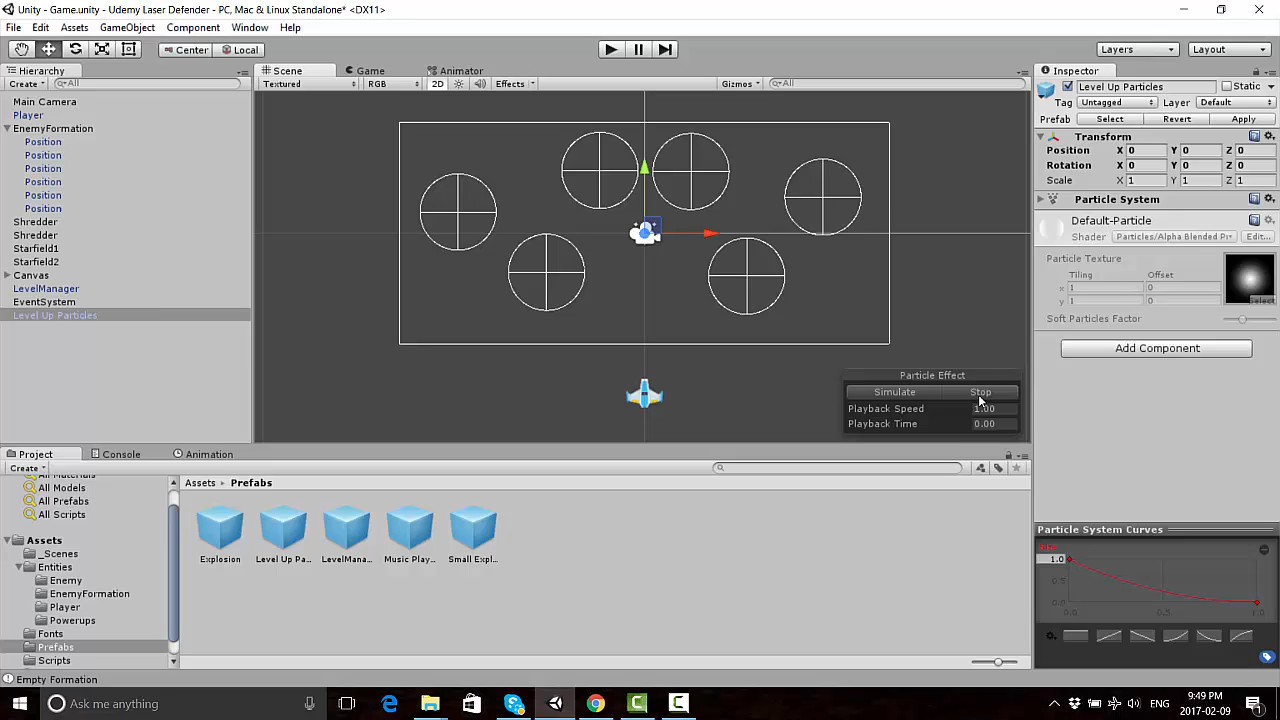 Unity - Game.unity - Udemy Laser Defender - PC, Mac & Linux Standalone* <DX11>
File Edit Assets GameObject Component Window Help
Center Local Layers Layout
Hierarchy Scene Game Animator Inspector
Create All Textured RGB 2D Effects Gizmos All
Level Up Particles Static
Main Camera
Player
EnemyFormation
Position
Position
Position
Position
Position
Position
Shredder
Shredder
Starfield1
Starfield2
Canvas
LevelManager
EventSystem
Level Up Particles
Tag Untagged Layer Default
Prefab Select Revert Apply
Transform
Position X 0 Y 0 Z 0
Rotation X 0 Y 0 Z 0
Scale X 1 Y 1 Z 1
Particle System
Default-Particle
Shader Particles/Alpha Blended Pr Edit...
Particle Texture
Tiling Offset
x 1 0
y 1 0
Select
Soft Particles Factor
Add Component
Particle Effect
Simulate Stop
Playback Speed 1.00
Playback Time 0.00
Project Console Animation
Create
All Models
All Prefabs
All Scripts
Assets
_Scenes
Entities
Enemy
EnemyFormation
Player
Powerups
Fonts
Prefabs
Scripts
Assets Prefabs
Explosion Level Up Pa... LevelMana... Music Play... Small Expl...
Particle System Curves
1.0
0.5
0.0
0.0 0.5 1.0
Empty Formation
Ask me anything
ENG
9:49 PM
2017-02-09